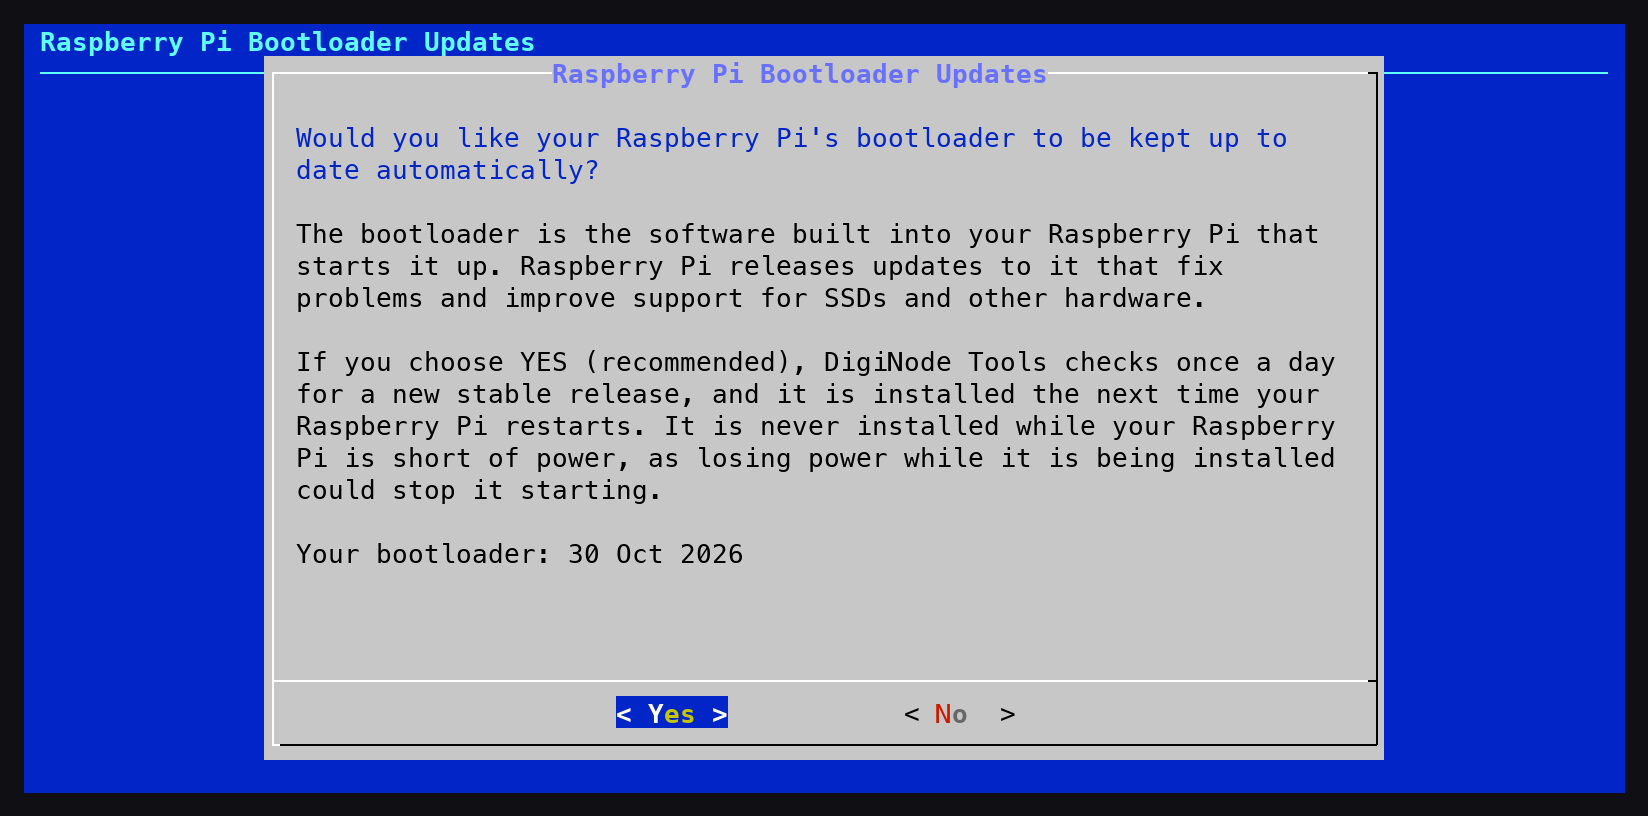 Raspberry Pi Bootloader Updates
Raspberry Pi Bootloader Updates
Would you like your Raspberry Pi's bootloader to be kept up to
date automatically?
The bootloader is the software built into your Raspberry Pi that
starts it up. Raspberry Pi releases updates to it that fix
problems and improve support for SSDs and other hardware.
If you choose YES (recommended), DigiNode Tools checks once a day
for a new stable release, and it is installed the next time your
Raspberry Pi restarts. It is never installed while your Raspberry
Pi is short of power, as losing power while it is being installed
could stop it starting.
Your bootloader: 30 Oct 2026
< Yes > < No >